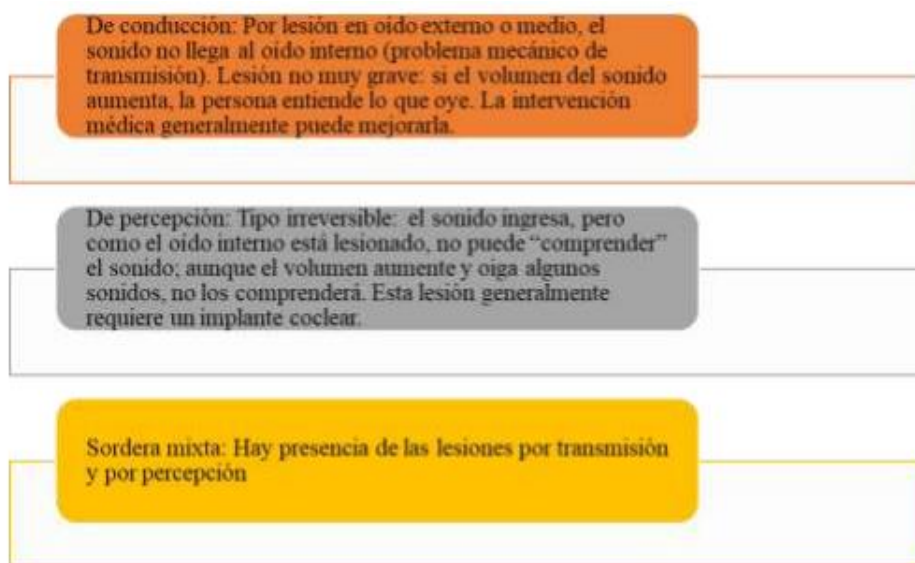 De conducción: Por lesión en oído externo o medio, el
sonido no llega al oído interno (problema mecánico de
transmisión). Lesión no muy grave: si el volumen del sonido
aumenta, la persona entiende lo que oye. La intervención
médica generalmente puede mejorarla.
De percepción: Tipo irreversible: el sonido ingresa, pero
como el oído interno está lesionado, no puede “comprender”
el sonido; aunque el volumen aumente y oiga algunos
sonidos, no los comprenderá. Esta lesión generalmente
requiere un implante coclear.
Sordera mixta: Hay presencia de las lesiones por transmisión
y por percepción